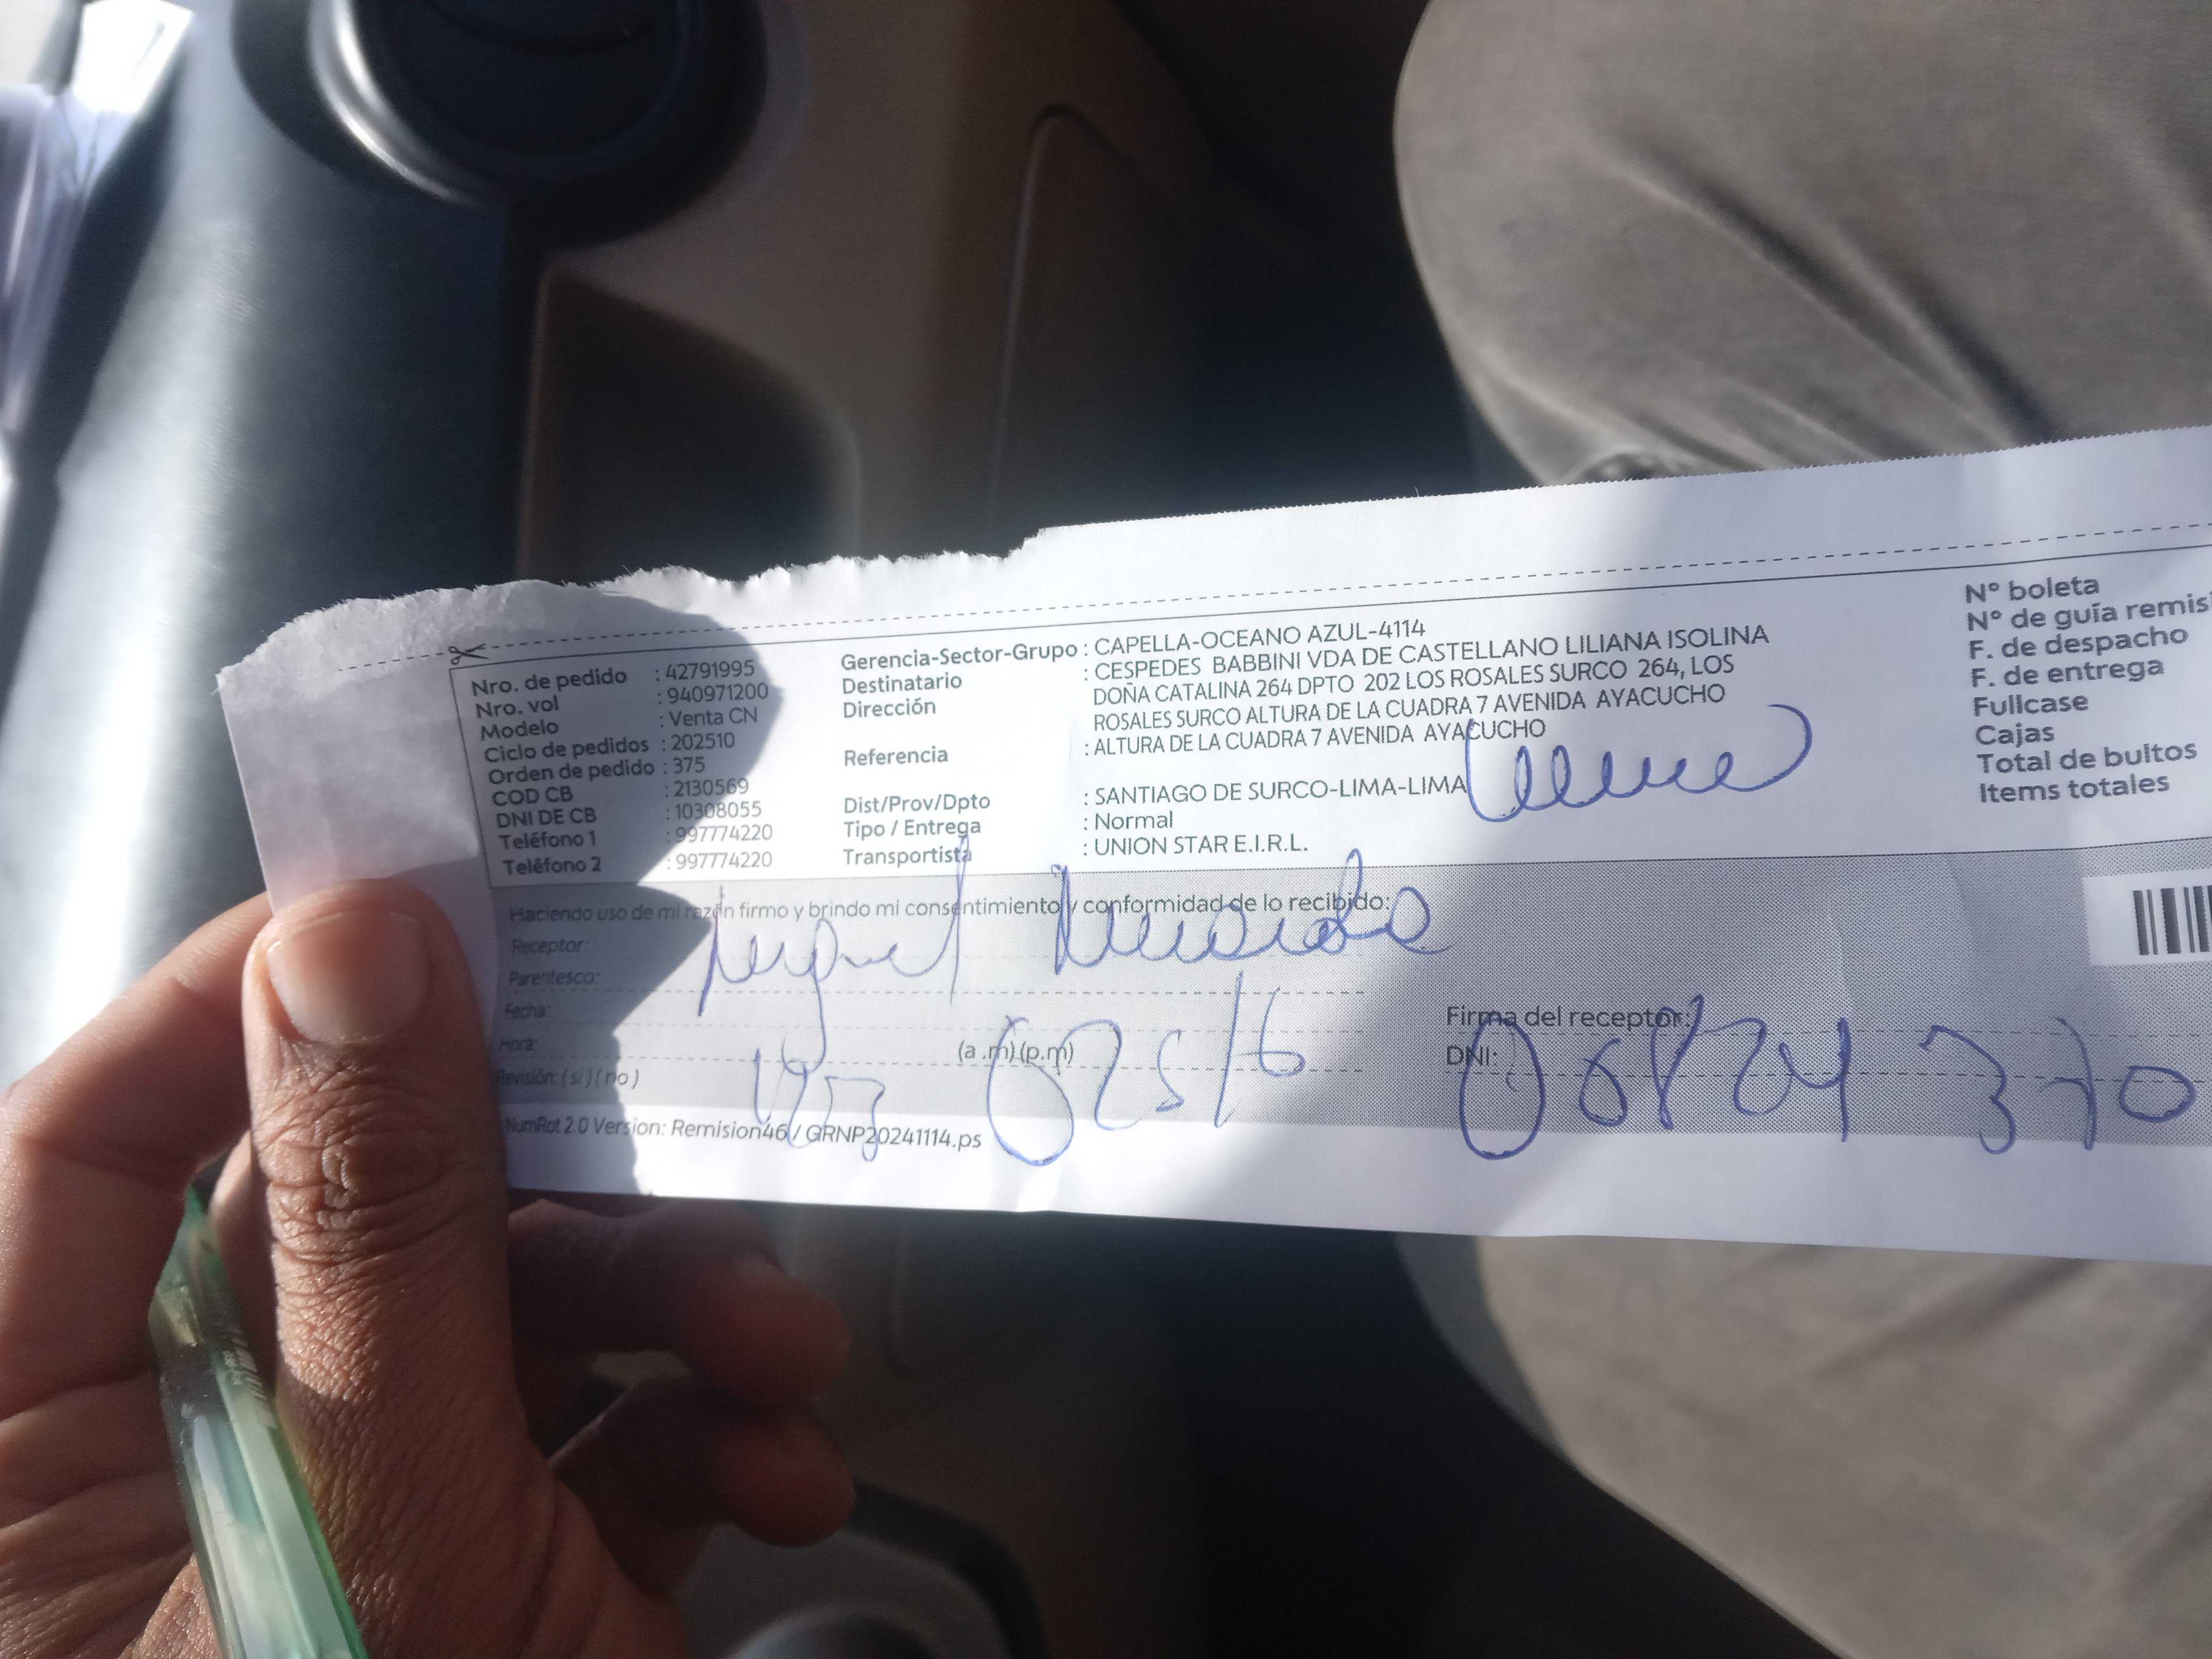 Nro. de pedido : 42791995
Nro. vol : 940971200
Modelo : Venta CN
Ciclo de pedidos : 202510
Orden de pedido : 375
COD CB : 2130569
DNI DE CB : 10308055
Teléfono 1 : 997774220
Teléfono 2 : 997774220
Gerencia-Sector-Grupo : CAPELLA-OCEANO AZUL-4114
Destinatario : CESPEDES BABBINI VDA DE CASTELLANO LILIANA ISOLINA
Dirección DOÑA CATALINA 264 DPTO 202 LOS ROSALES SURCO 264, LOS
ROSALES SURCO ALTURA DE LA CUADRA 7 AVENIDA AYACUCHO
Referencia : ALTURA DE LA CUADRA 7 AVENIDA AYACUCHO
Dist/Prov/Dpto : SANTIAGO DE SURCO-LIMA-LIMA
Tipo / Entrega : Normal
Transportista : UNION STAR E.I.R.L.
Nº boleta
Nº de guía remisi
F. de despacho
F. de entrega
Fullcase
Cajas
Total de bultos
Items totales
Haciendo uso de mi razón firmo y brindo mi consentimiento y conformidad de lo recibido:
Receptor: Miguel
Parentesco:
Fecha:
Hora: (a .m) (p.m)
Revisión: ( si ) ( no )
Firma del receptor:
DNI:
NumRot 2.0 Version: Remision46 / GRNP20241114.ps